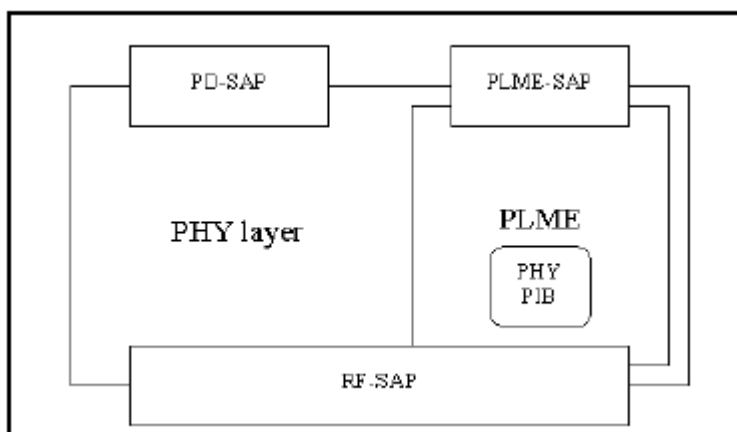 PD-SAP
PLME-SAP
PHY layer
PLME
PHY
PIB
RF-SAP